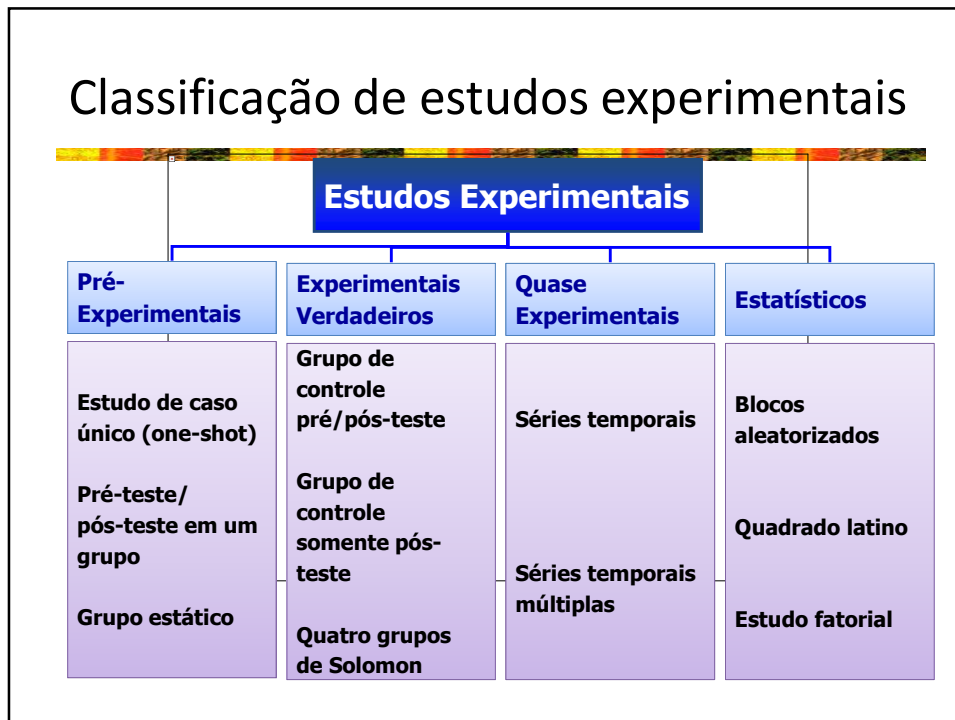 Classificação de estudos experimentais
Estudos Experimentais
Pré-
Experimentais
Estudo de caso
único (one-shot)
Pré-teste/
pós-teste em um
grupo
Grupo estático
Experimentais
Verdadeiros
Grupo de
controle
pré/pós-teste
Grupo de
controle
somente pós-
teste
Quatro grupos
de Solomon
Quase
Experimentais
Séries temporais
Séries temporais
múltiplas
Estatísticos
Blocos
aleatorizados
Quadrado latino
Estudo fatorial